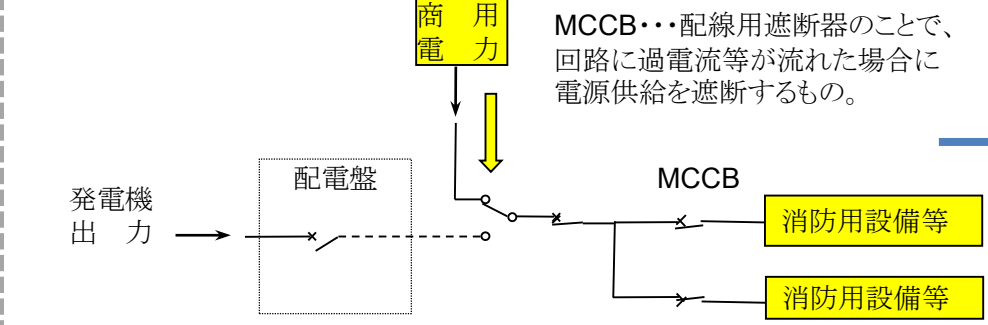 商　用
電　力
MCCB・・・配線用遮断器のことで、
回路に過電流等が流れた場合に
電源供給を遮断するもの。
配電盤
MCCB
発電機
出　力
消防用設備等
消防用設備等